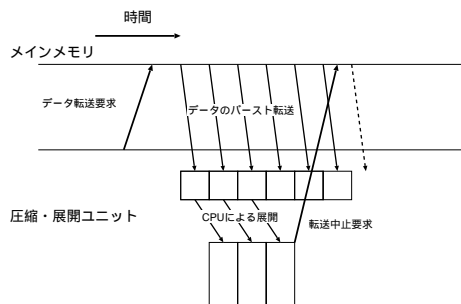 時間
メインメモリ
データ転送要求
データのバースト転送
圧縮・展開ユニット
CPUによる展開
転送中止要求